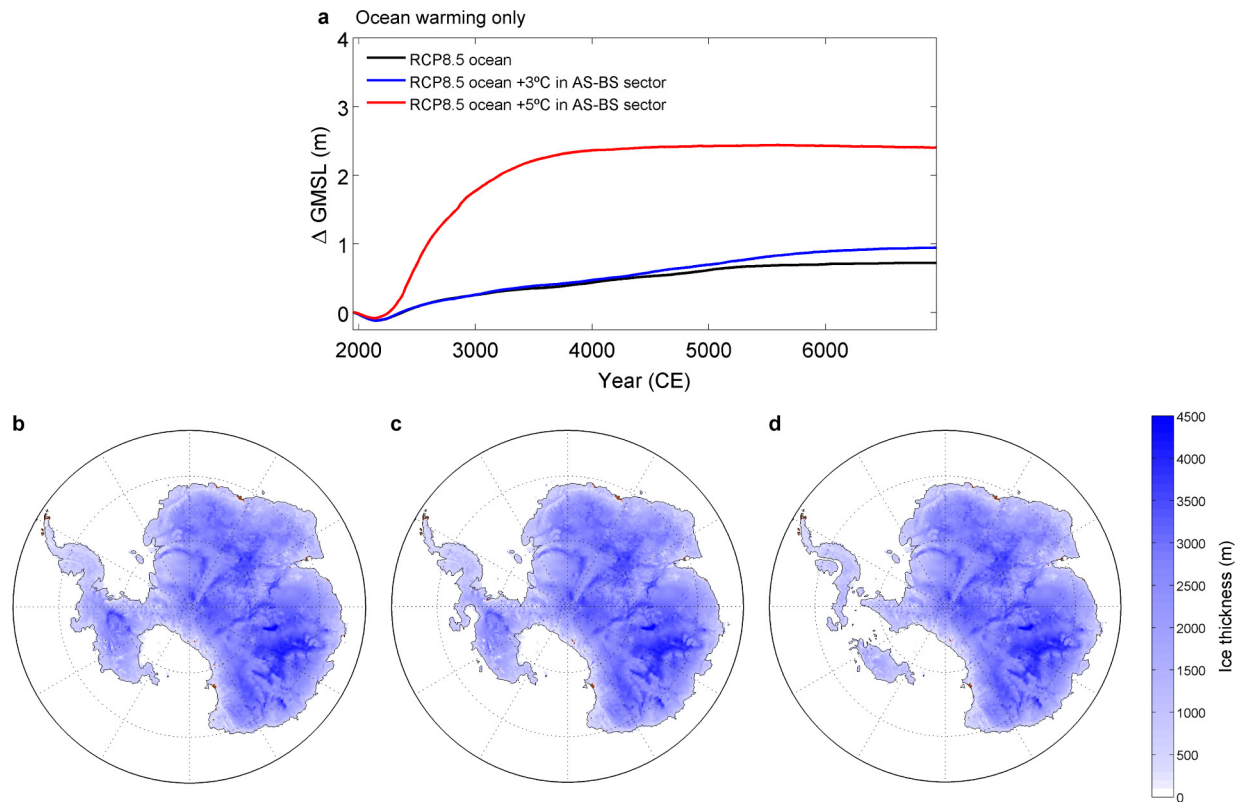 a Ocean warming only
4
3
2
1
0
Δ GMSL (m)
RCP8.5 ocean
RCP8.5 ocean +3ºC in AS-BS sector
RCP8.5 ocean +5ºC in AS-BS sector
2000 3000 4000 5000 6000
Year (CE)
b c d
4500
4000
3500
3000
2500
2000
1500
1000
500
0
Ice thickness (m)